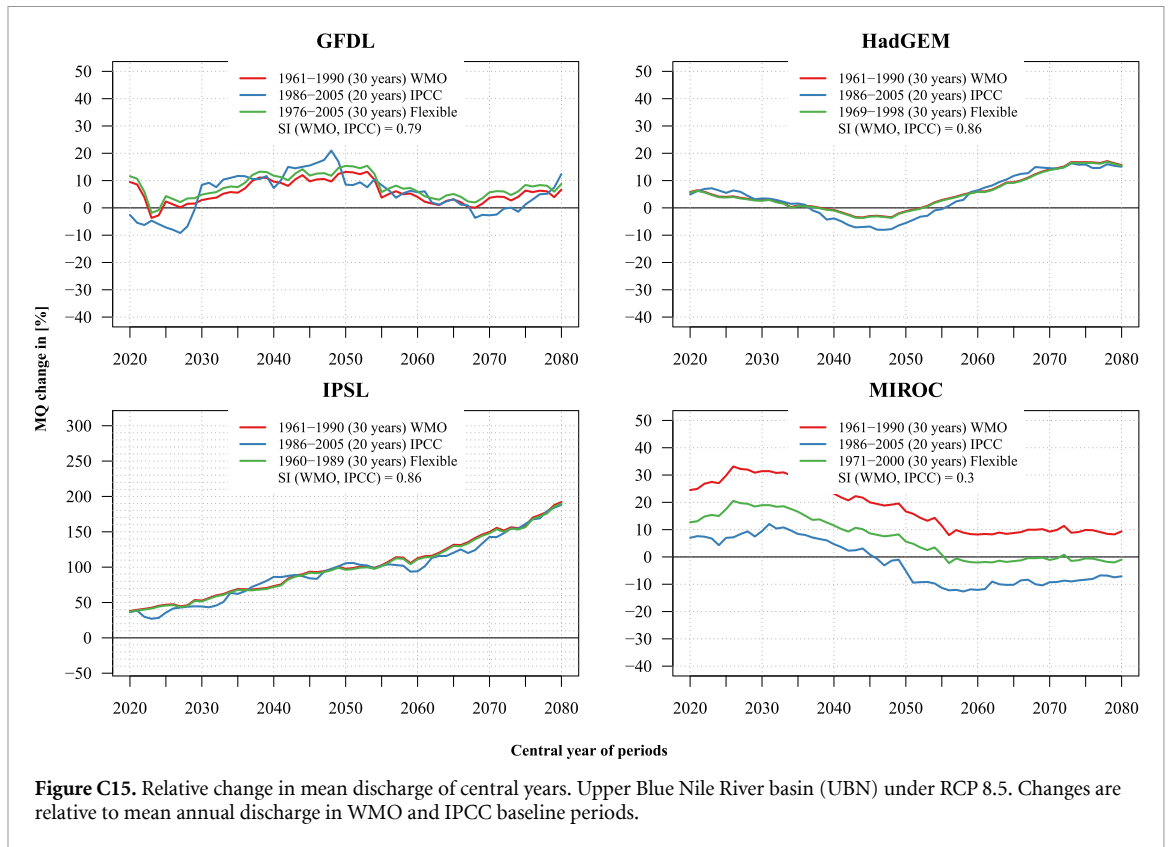 GFDL
50
40
30
20
10
0
−10
−20
−30
−40
1961−1990 (30 years) WMO
1986−2005 (20 years) IPCC
1976−2005 (30 years) Flexible
SI (WMO, IPCC) = 0.79
2020 2030 2040 2050 2060 2070 2080
HadGEM
50
40
30
20
10
0
−10
−20
−30
−40
1961−1990 (30 years) WMO
1986−2005 (20 years) IPCC
1969−1998 (30 years) Flexible
SI (WMO, IPCC) = 0.86
2020 2030 2040 2050 2060 2070 2080
MQ change in [%]
IPSL
300
250
200
150
100
50
0
−50
1961−1990 (30 years) WMO
1986−2005 (20 years) IPCC
1960−1989 (30 years) Flexible
SI (WMO, IPCC) = 0.86
2020 2030 2040 2050 2060 2070 2080
MIROC
50
40
30
20
10
0
−10
−20
−30
−40
1961−1990 (30 years) WMO
1986−2005 (20 years) IPCC
1971−2000 (30 years) Flexible
SI (WMO, IPCC) = 0.3
2020 2030 2040 2050 2060 2070 2080
Central year of periods
Figure C15. Relative change in mean discharge of central years. Upper Blue Nile River basin (UBN) under RCP 8.5. Changes are
relative to mean annual discharge in WMO and IPCC baseline periods.